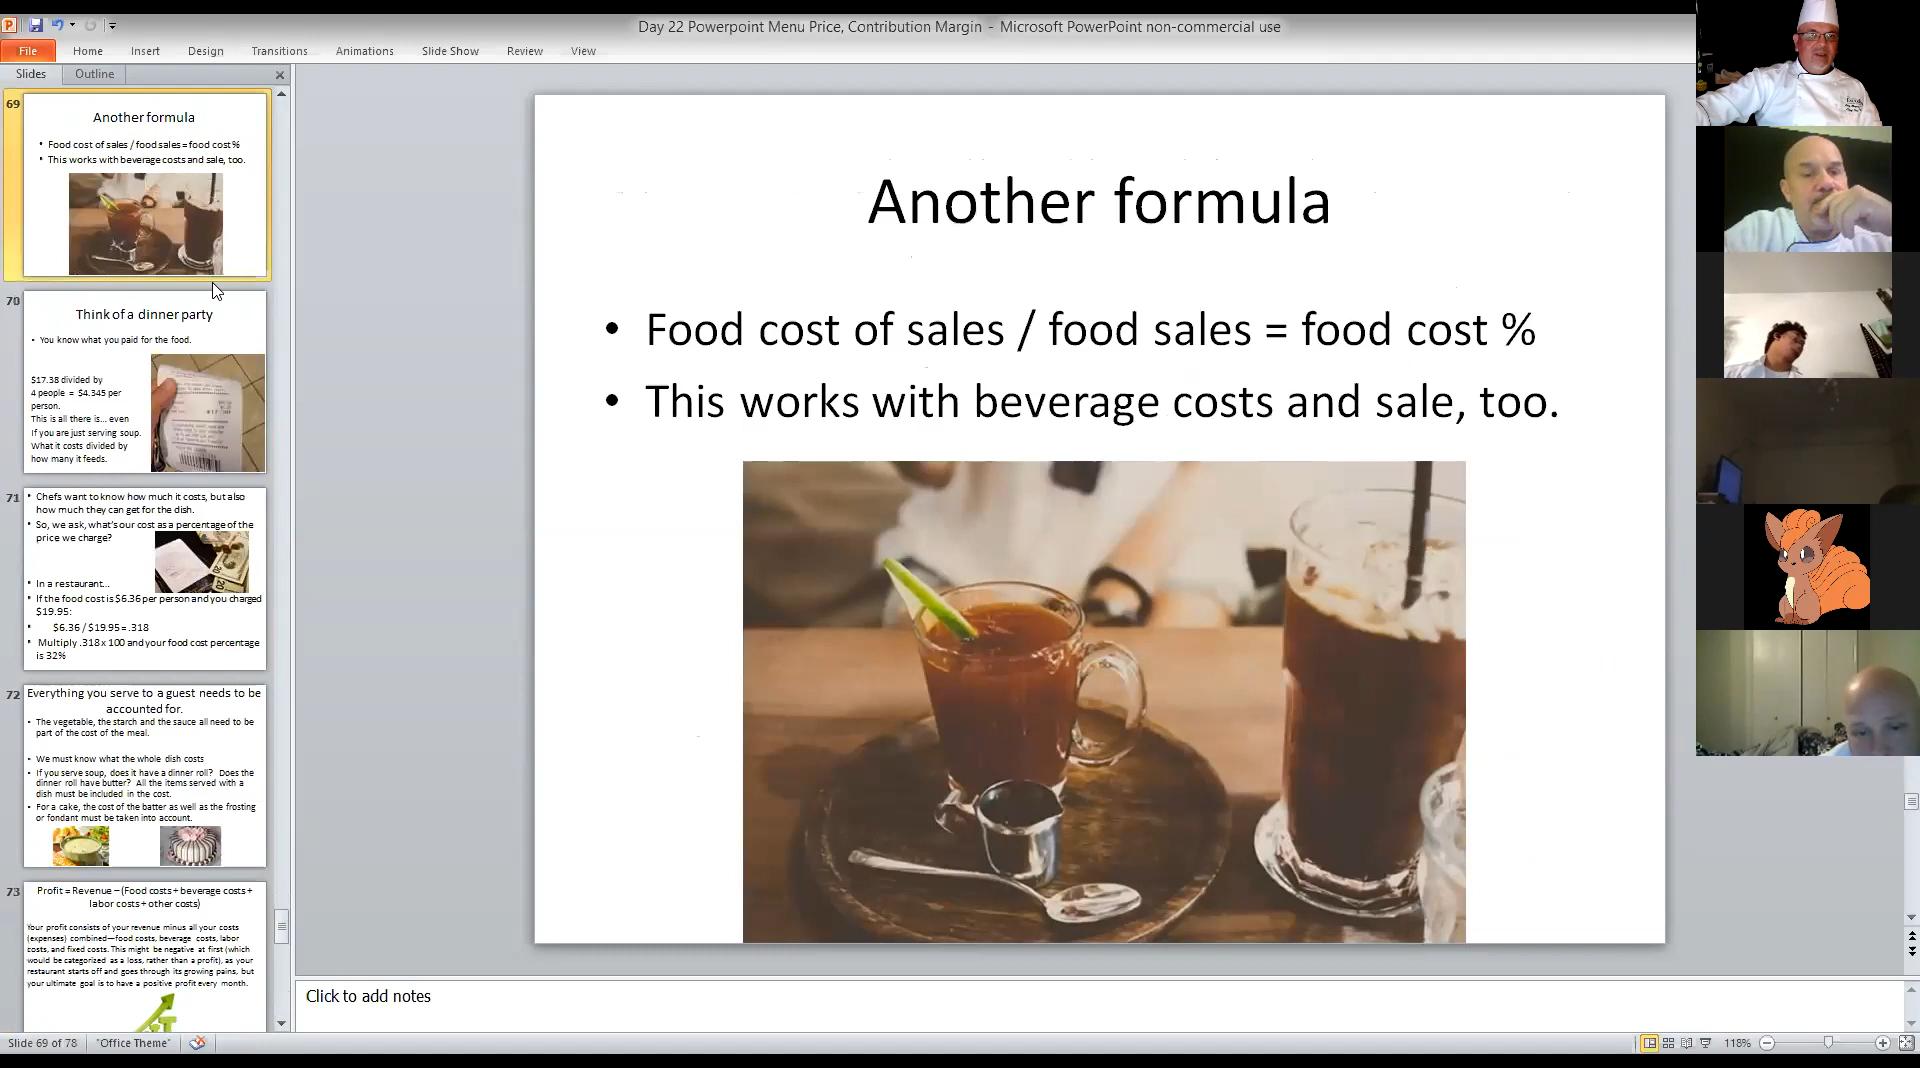 Day 22 Powerpoint Menu Price, Contribution Margin - Microsoft PowerPoint non-commercial use
File Home Insert Design Transitions Animations Slide Show Review View
Slides Outline
69
Another formula
• Food cost of sales / food sales = food cost %
• This works with beverage costs and sale, too.
70
Think of a dinner party
• You know what you paid for the food.
$17.38 divided by
4 people = $4.345 per
person.
This is all there is... even
If you are just serving soup.
What it costs divided by
how many it feeds.
71
• Chefs want to know how much it costs, but also
how much they can get for the dish.
• So, we ask, what's our cost as a percentage of the
price we charge?
• In a restaurant...
• If the food cost is $6.36 per person and you charged
$19.95:
• $6.36 / $19.95 = .318
• Multiply .318 x 100 and your food cost percentage
is 32%
72
Everything you serve to a guest needs to be
accounted for.
• The vegetable, the starch and the sauce all need to be
part of the cost of the meal.
• We must know what the whole dish costs
• If you serve soup, does it have a dinner roll? Does the
dinner roll have butter? All the items served with a
dish must be included in the cost.
• For a cake, the cost of the batter as well as the frosting
or fondant must be taken into account.
73
Profit = Revenue – (Food costs + beverage costs +
labor costs + other costs)
Your profit consists of your revenue minus all your costs
(expenses) combined—food costs, beverage costs, labor
costs, and fixed costs. This might be negative at first (which
would be categorized as a loss, rather than a profit), as your
restaurant starts off and goes through its growing pains, but
your ultimate goal is to have a positive profit every month.
Another formula
• Food cost of sales / food sales = food cost %
• This works with beverage costs and sale, too.
Click to add notes
Slide 69 of 78 "Office Theme" 118%